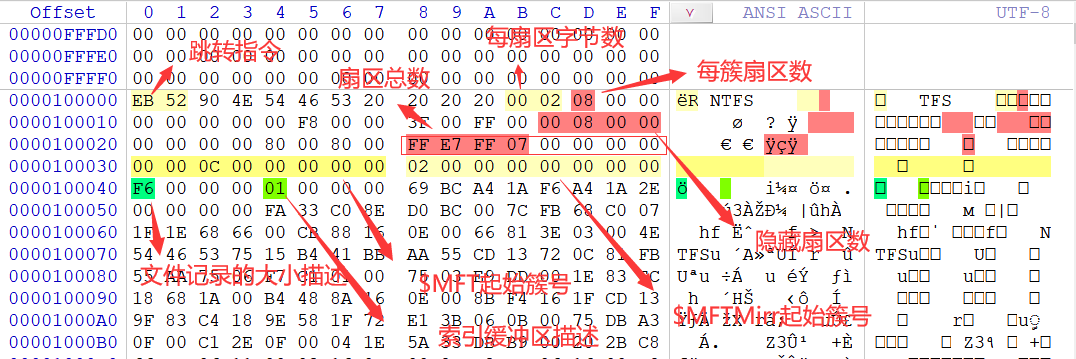 Offset 0 1 2 3 4 5 6 7 8 9 A B C D E F ANSI ASCII UTF-8
00000FFFD0 00 00 00 00 00 00 00 00 00 00 00 00 00 00 00 00
00000FFFE0 00 00 00 00 00 00 00 00 00 00 00 00 00 00
00000FFFF0 00 00 00 00 00 00 00 00 00 00 00 00 00 00
跳转指令
每扇区字节数
扇区总数
每簇扇区数
0000100000 EB 52 90 4E 54 46 53 20 20 20 20 00 02 08 00 00 ëR NTFS TFS
0000100010 00 00 00 00 00 F8 00 00 3F 00 FF 00 00 08 00 00 ø ? ÿ
0000100020 00 00 00 00 80 00 80 00 FF E7 FF 07 00 00 00 00 € € ÿçÿ
0000100030 00 00 0C 00 00 00 00 00 02 00 00 00 00 00 00 00
0000100040 F6 00 00 00 01 00 00 00 69 BC A4 1A F6 A4 1A 2E ö i¼¤ ö¤ .
0000100050 00 00 00 00 FA 33 C0 8E D0 BC 00 7C FB 68 C0 07 ú3ÀŽÐ¼ |ûhÀ
0000100060 1F 1E 68 66 00 CB 88 16 0E 00 66 81 3E 03 00 4E hf Ëˆ f > N
隐藏扇区数
0000100070 54 46 53 75 15 B4 41 BB AA 55 CD 13 72 0C 81 FB TFSu ´A»ªUÍ r û TFSu
文件记录的大小描述
$MFT起始簇号
0000100080 55 AA 75 06 F7 C1 01 00 75 03 E9 DD 00 1E 83 EC Uªu ÷Á u éÝ ƒì
0000100090 18 68 1A 00 B4 48 8A 16 0E 00 8B F4 16 1F CD 13 h ´HŠ ‹ô Í
$MFTMirr起始簇号
00001000A0 9F 83 C4 18 9E 58 1F 72 E1 3B 06 0B 00 75 DB A3
索引缓冲区描述
00001000B0 0F 00 C1 2E 0F 00 04 1E 5A 33 DB B9 00 20 2B C8 Á. Z3Û¹ +È